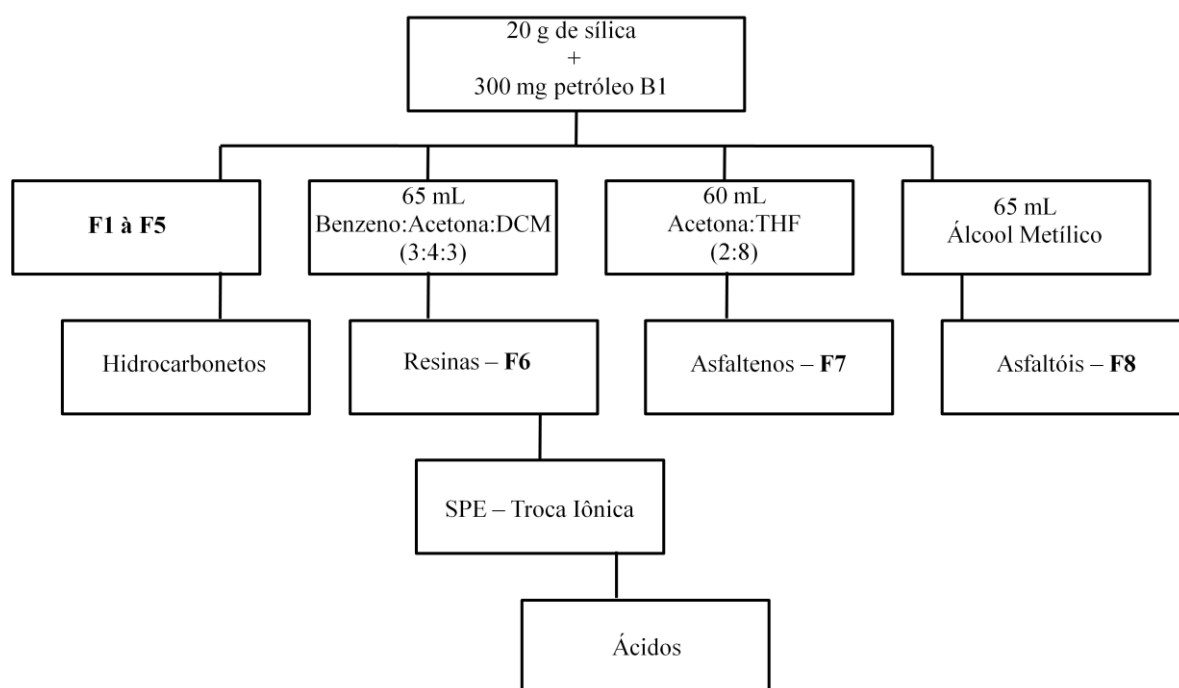 20 g de sílica
+
300 mg petróleo B1
F1 à F5
65 mL
Benzeno:Acetona:DCM
(3:4:3)
60 mL
Acetona:THF
(2:8)
65 mL
Álcool Metílico
Hidrocarbonetos
Resinas – F6
Asfaltenos – F7
Asfaltóis – F8
SPE – Troca Iônica
Ácidos